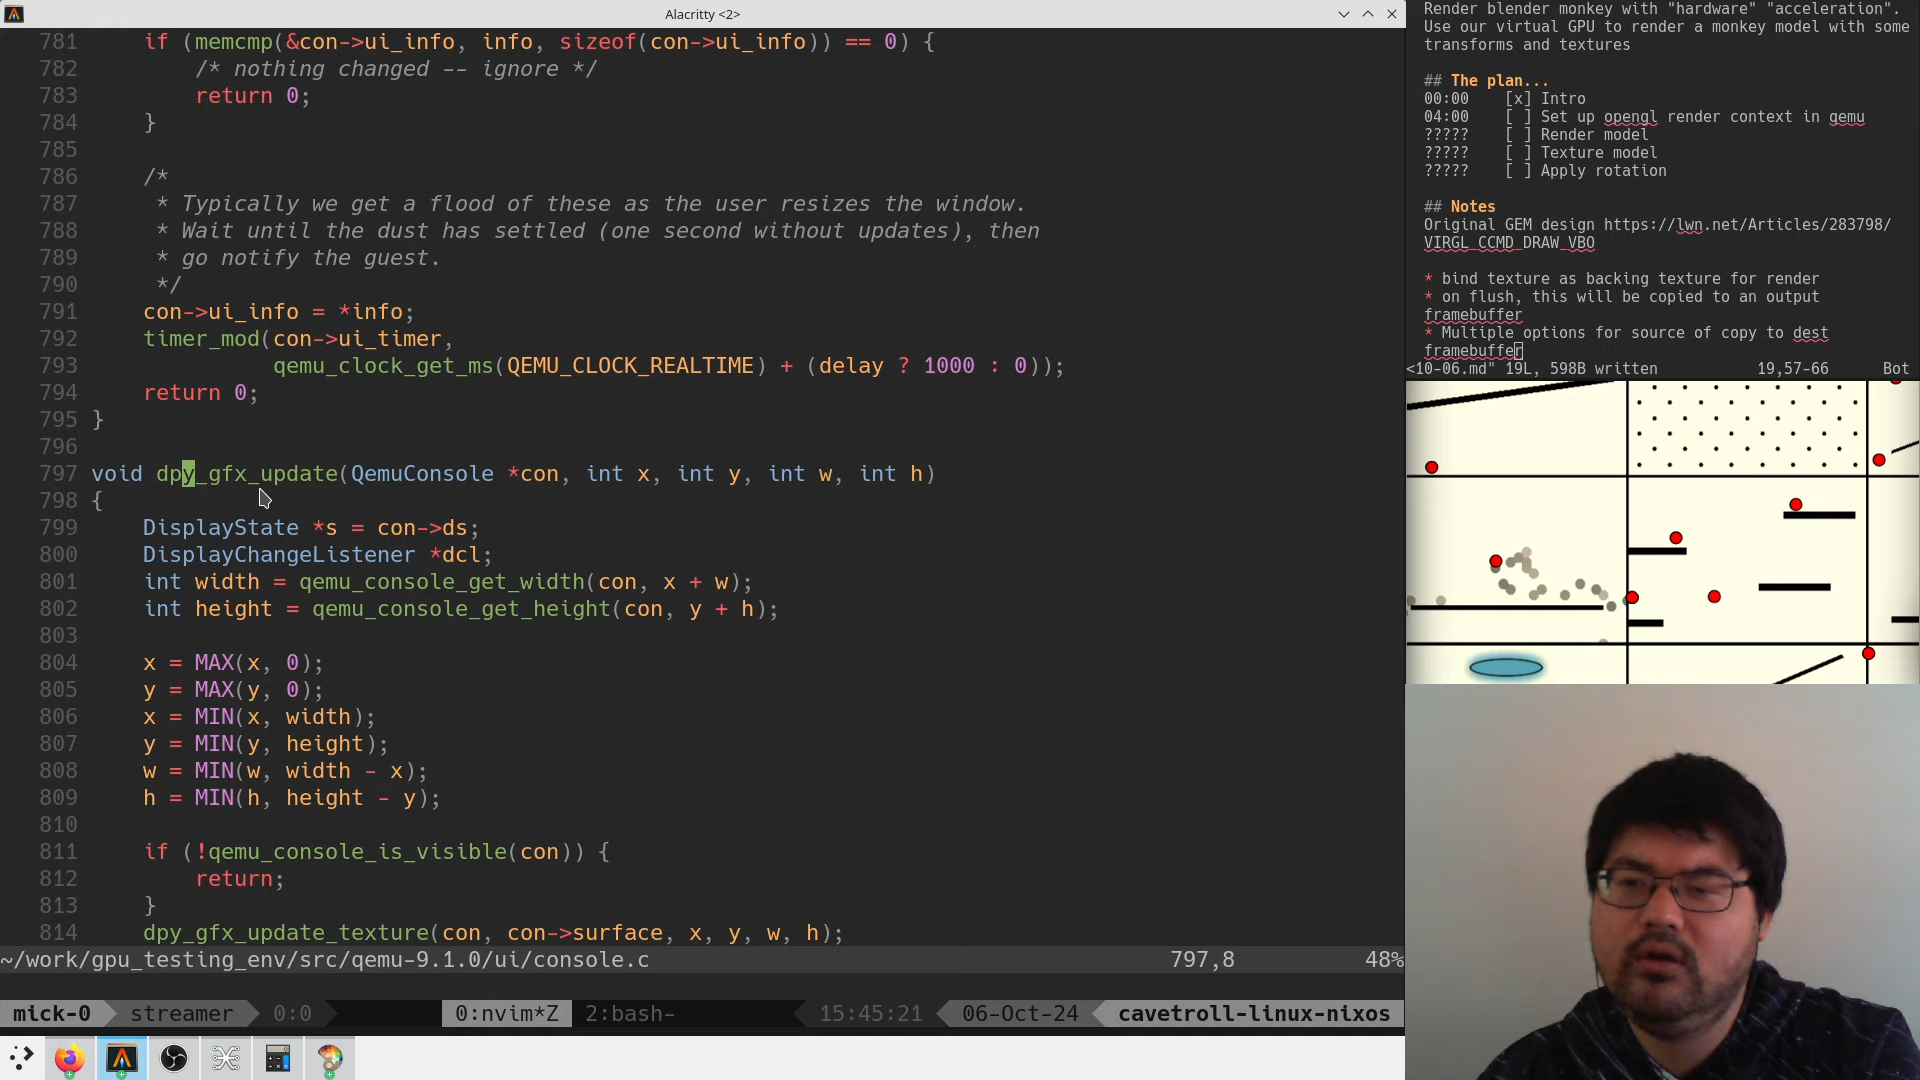 Alacritty <2>
781 if (memcmp(&con->ui_info, info, sizeof(con->ui_info)) == 0) {
782 /* nothing changed -- ignore */
783 return 0;
784 }
785
786 /*
787 * Typically we get a flood of these as the user resizes the window.
788 * Wait until the dust has settled (one second without updates), then
789 * go notify the guest.
790 */
791 con->ui_info = *info;
792 timer_mod(con->ui_timer,
793 qemu_clock_get_ms(QEMU_CLOCK_REALTIME) + (delay ? 1000 : 0));
794 return 0;
795 }
796
797 void dpy_gfx_update(QemuConsole *con, int x, int y, int w, int h)
798 {
799 DisplayState *s = con->ds;
800 DisplayChangeListener *dcl;
801 int width = qemu_console_get_width(con, x + w);
802 int height = qemu_console_get_height(con, y + h);
803
804 x = MAX(x, 0);
805 y = MAX(y, 0);
806 x = MIN(x, width);
807 y = MIN(y, height);
808 w = MIN(w, width - x);
809 h = MIN(h, height - y);
810
811 if (!qemu_console_is_visible(con)) {
812 return;
813 }
814 dpy_gfx_update_texture(con, con->surface, x, y, w, h);
~/work/gpu_testing_env/src/qemu-9.1.0/ui/console.c 797,8 48%
mick-0 streamer 0:0 0:nvim*Z 2:bash- 15:45:21 06-Oct-24 cavetroll-linux-nixos
Render blender monkey with "hardware" "acceleration".
Use our virtual GPU to render a monkey model with some
transforms and textures
## The plan...
00:00 [x] Intro
04:00 [ ] Set up opengl render context in qemu
????? [ ] Render model
????? [ ] Texture model
????? [ ] Apply rotation
## Notes
Original GEM design https://lwn.net/Articles/283798/
VIRGL_CCMD_DRAW_VBO
* bind texture as backing texture for render
* on flush, this will be copied to an output
framebuffer
* Multiple options for source of copy to dest
framebuffer
<10-06.md" 19L, 598B written 19,57-66 Bot